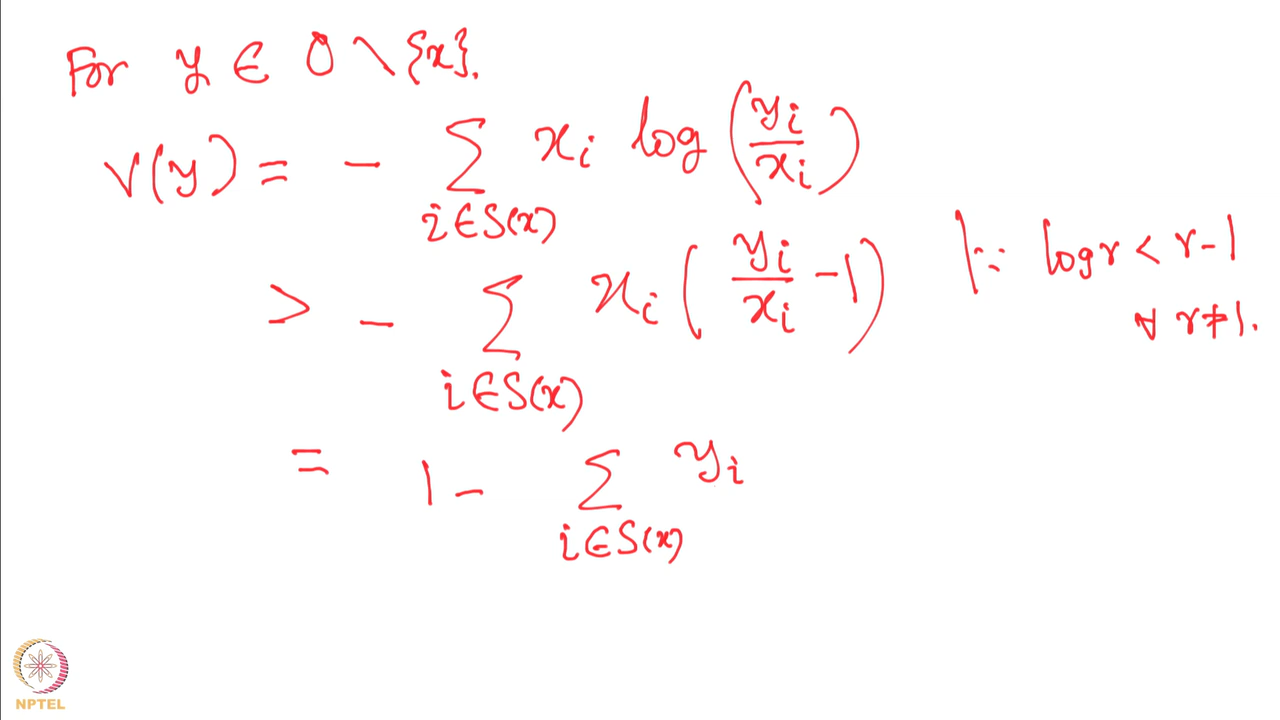 For y ∈ O \ {x}.
V(y) = - ∑_{i∈S(x)} x_i log (y_i / x_i)
> - ∑_{i∈S(x)} x_i (y_i / x_i - 1) |∵ log r < r-1 ∀ r≠1.
= 1 - ∑_{i∈S(x)} y_i
NPTEL